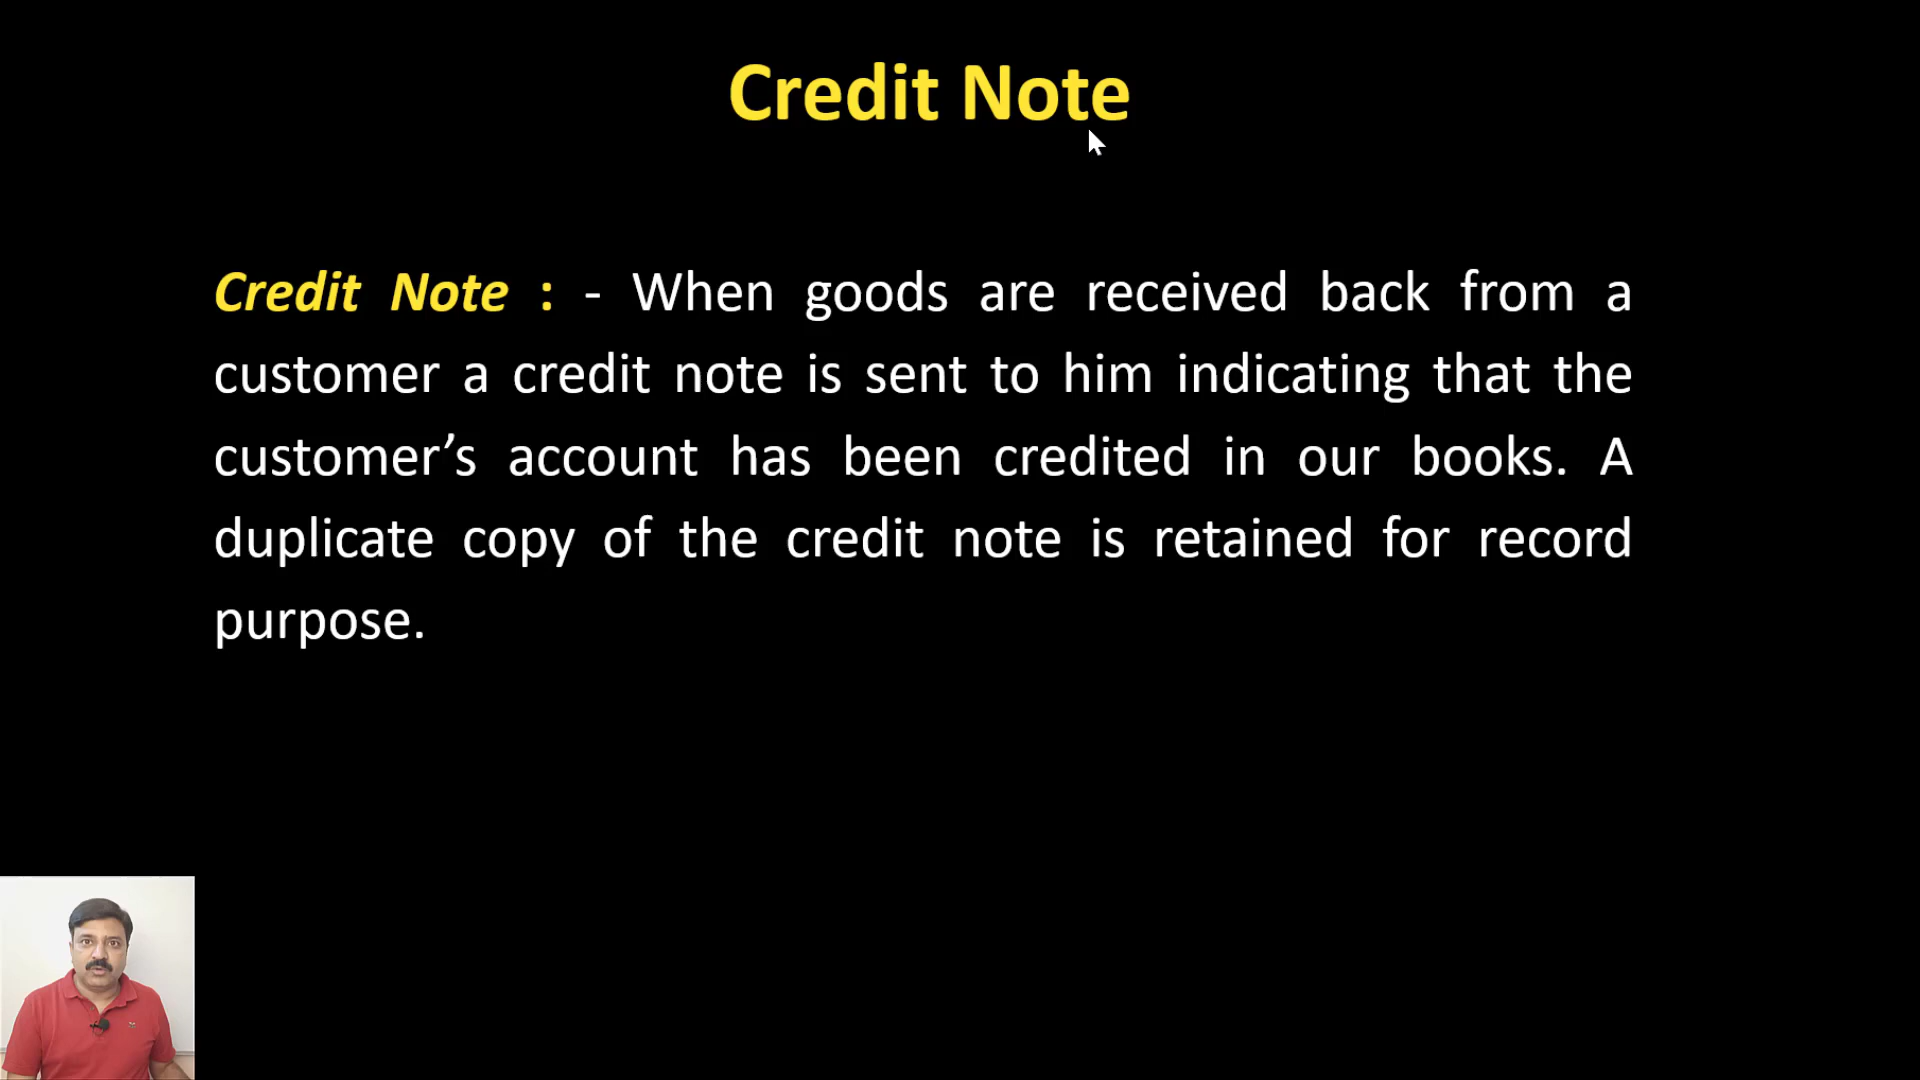 Credit Note
Credit Note : - When goods are received back from a
customer a credit note is sent to him indicating that the
customer’s account has been credited in our books. A
duplicate copy of the credit note is retained for record
purpose.